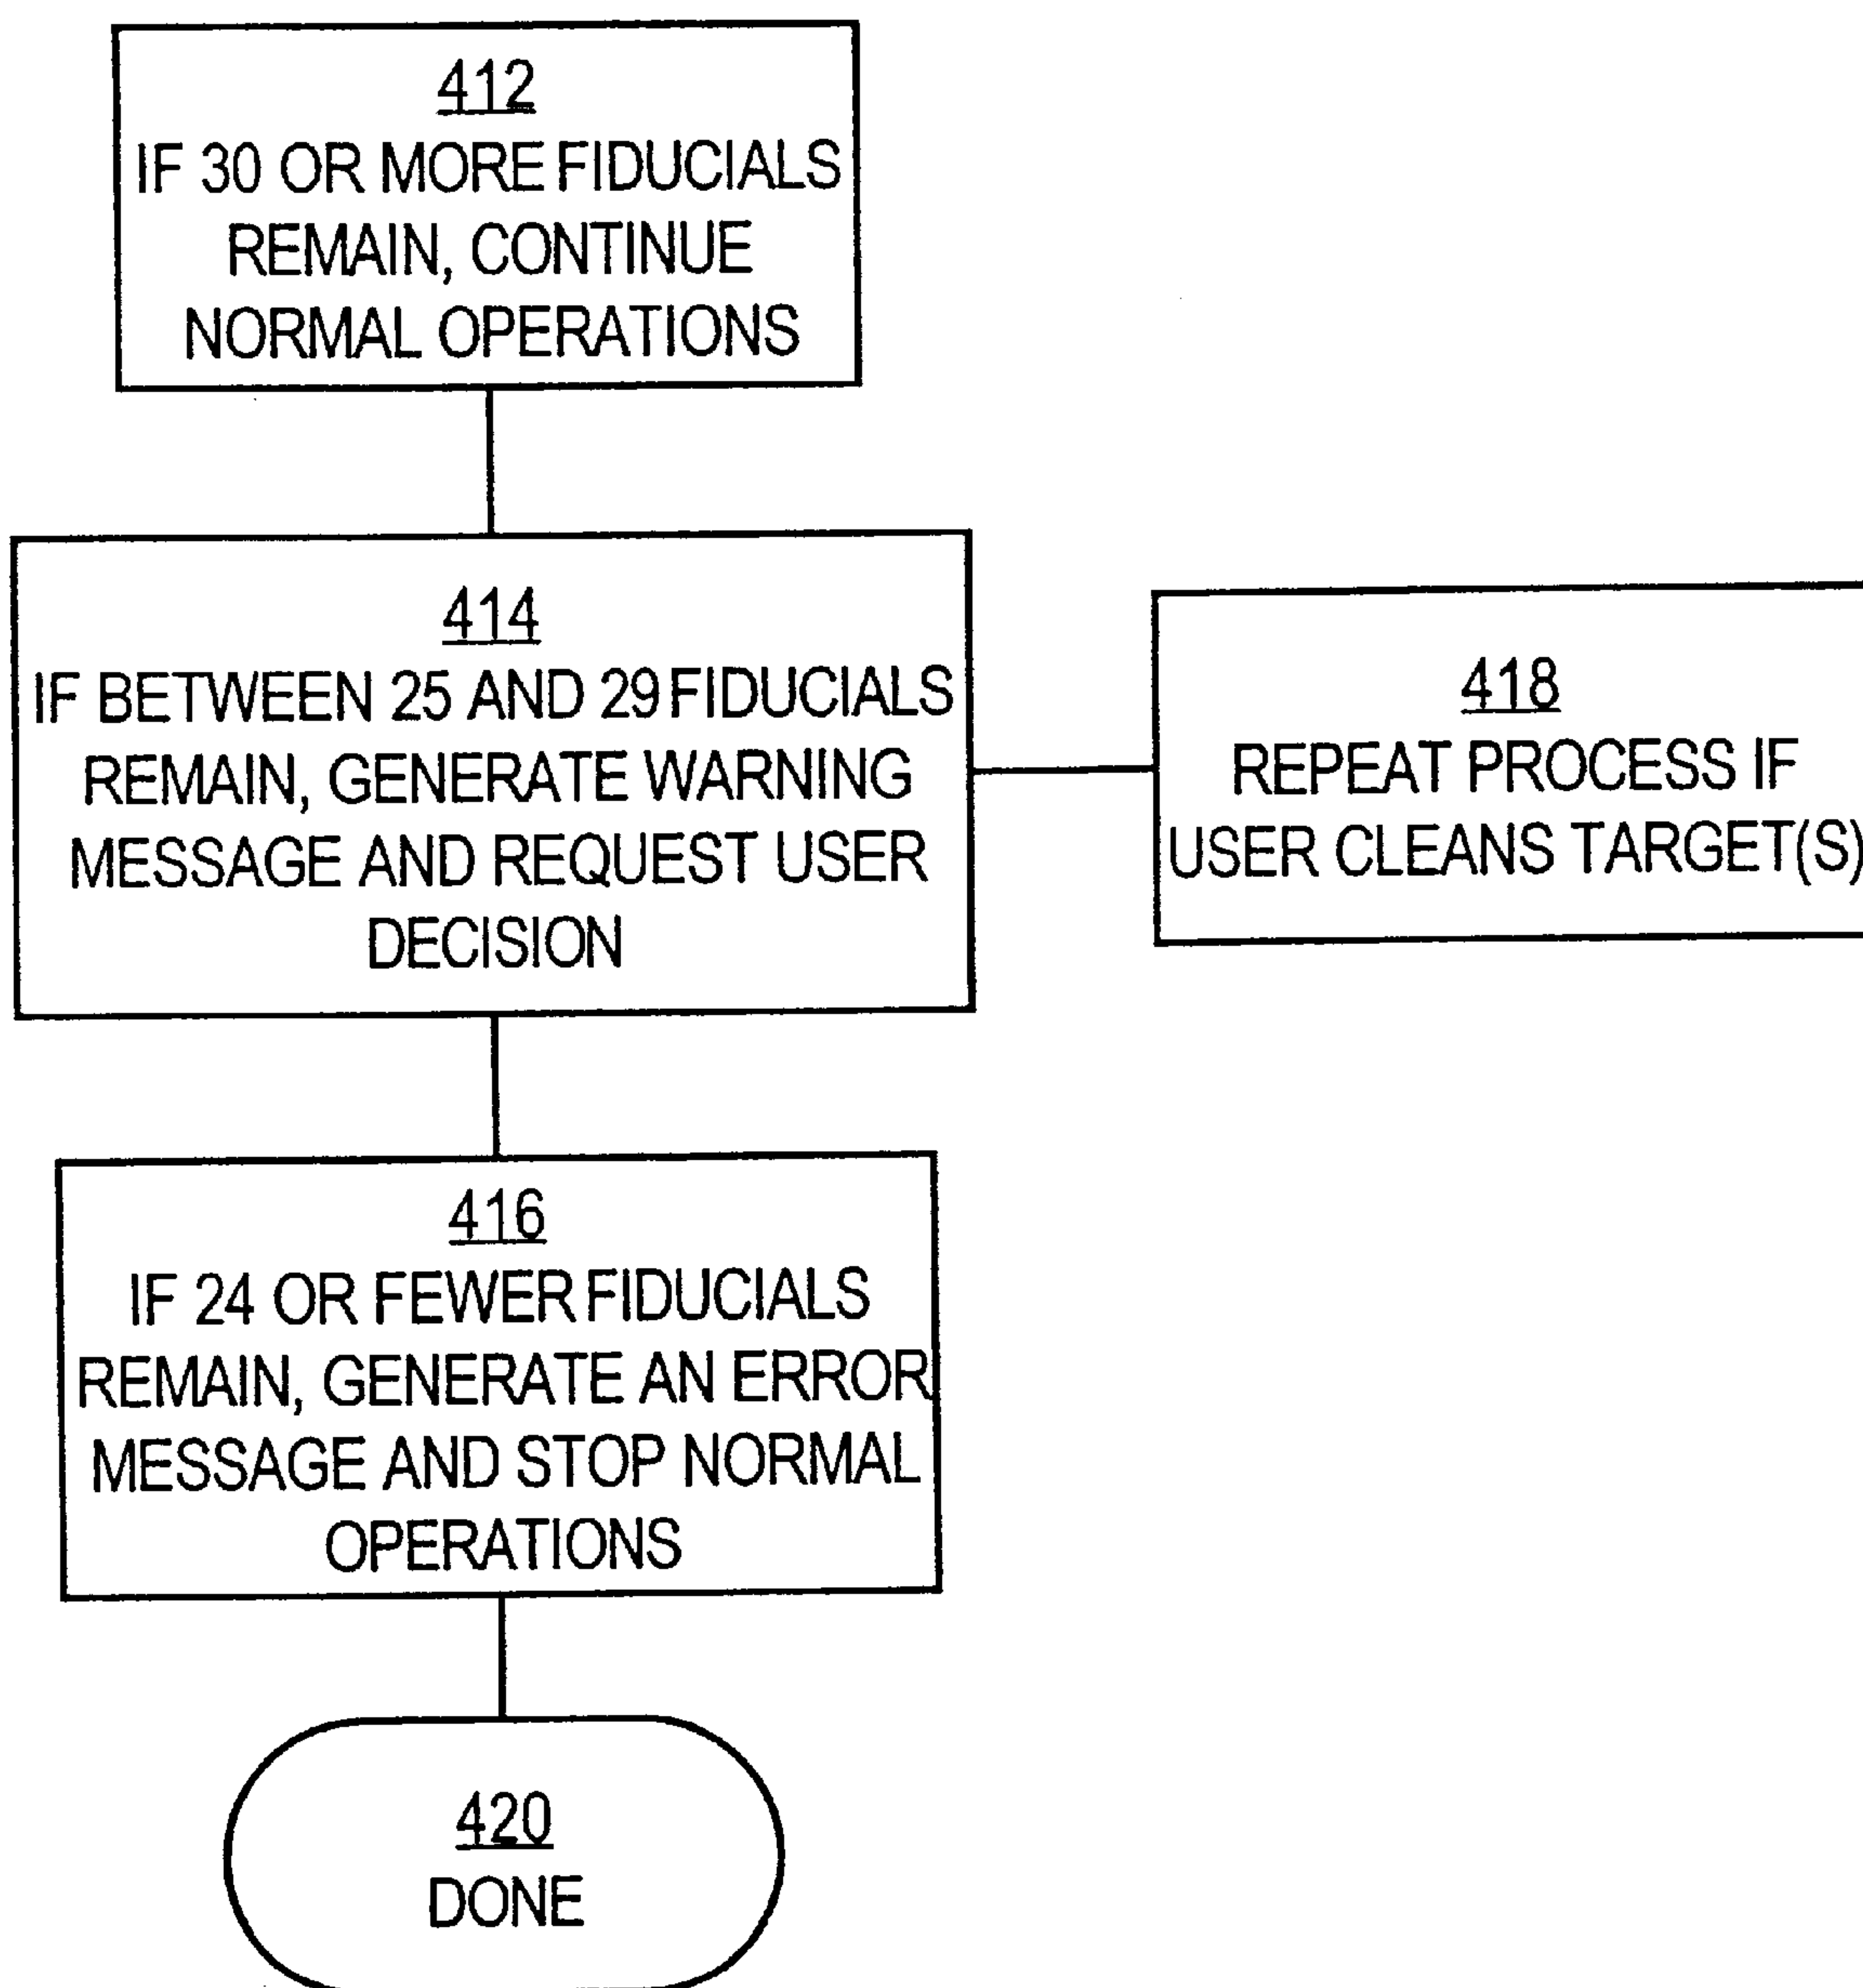 412
IF 30 OR MORE FIDUCIALS
REMAIN, CONTINUE
NORMAL OPERATIONS
414
IF BETWEEN 25 AND 29 FIDUCIALS
REMAIN, GENERATE WARNING
MESSAGE AND REQUEST USER
DECISION
418
REPEAT PROCESS IF
USER CLEANS TARGET(S)
416
IF 24 OR FEWER FIDUCIALS
REMAIN, GENERATE AN ERROR
MESSAGE AND STOP NORMAL
OPERATIONS
420
DONE